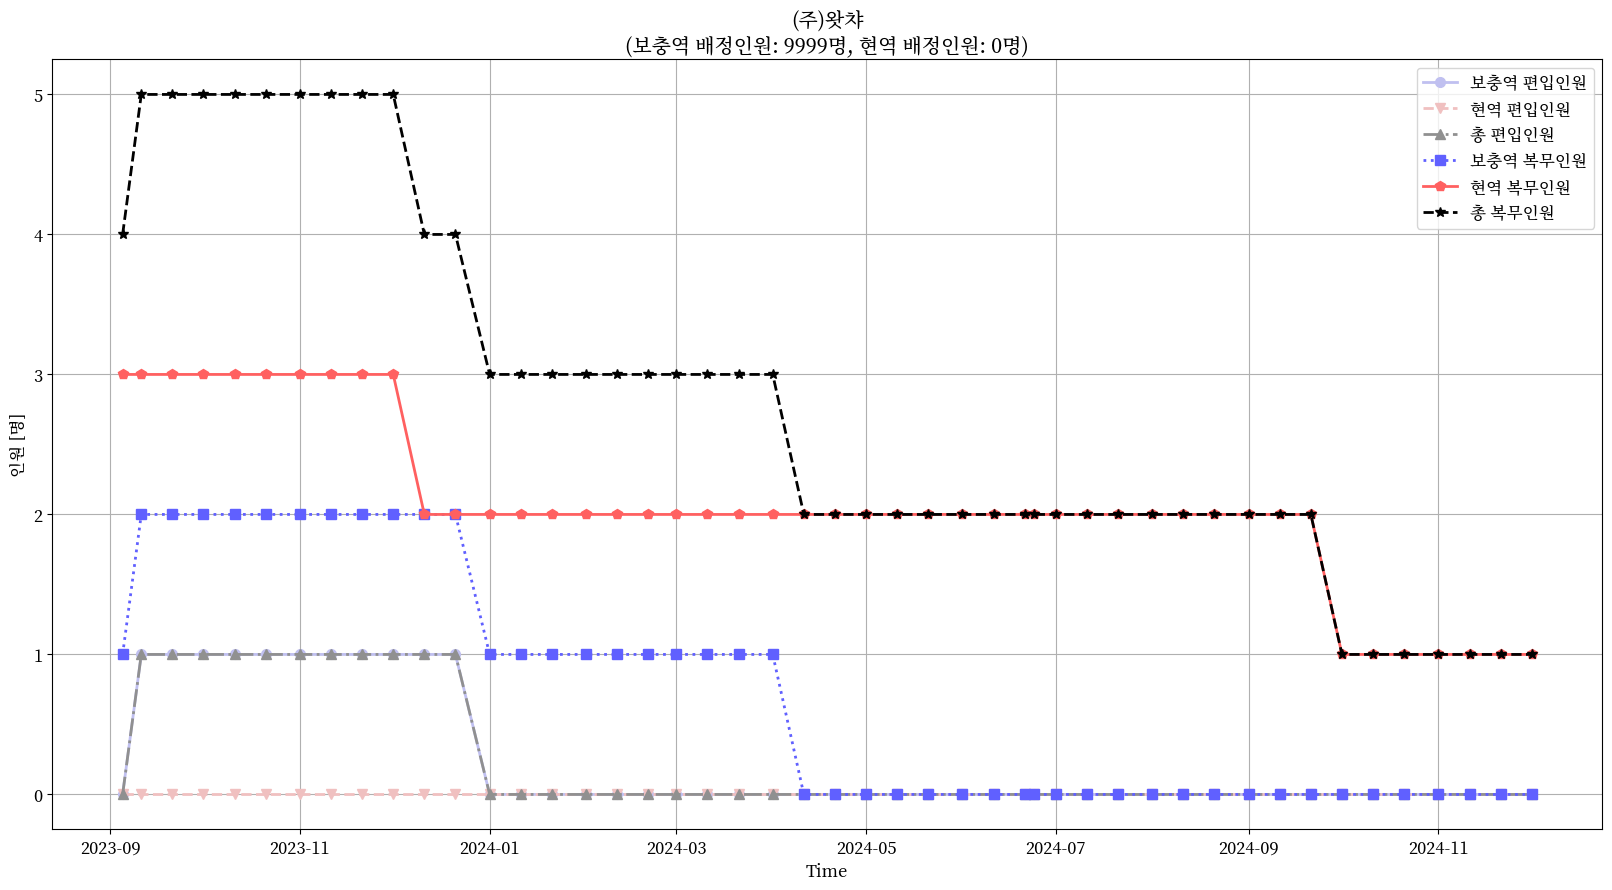 (주)왓챠
(보충역 배정인원: 9999명, 현역 배정인원: 0명)
보충역 편입인원
현역 편입인원
총 편입인원
보충역 복무인원
현역 복무인원
총 복무인원
인원 [명]
5
4
3
2
1
0
2023-09
2023-11
2024-01
2024-03
2024-05
2024-07
2024-09
2024-11
Time